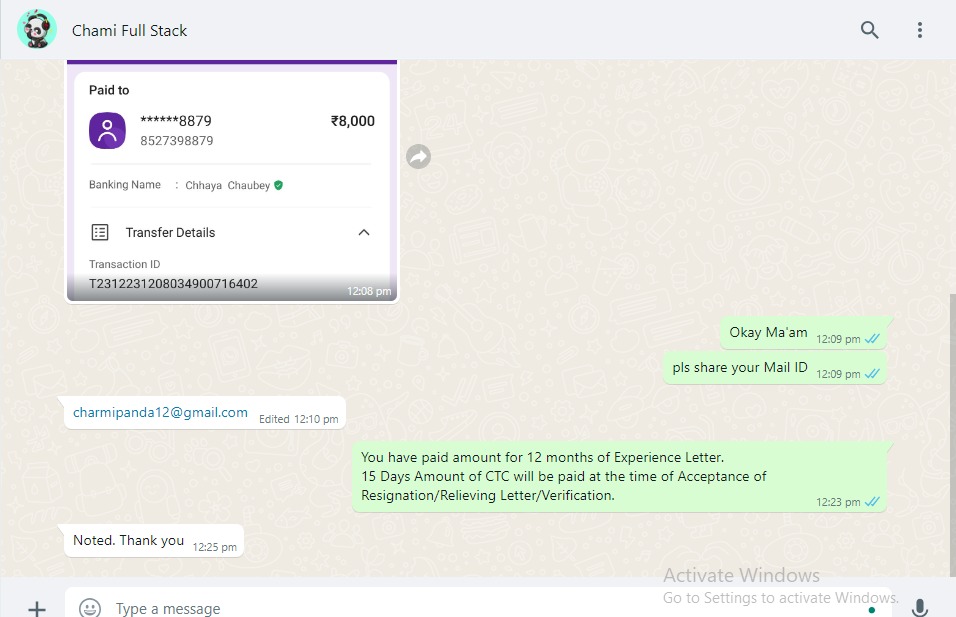 Chami Full Stack
Paid to
******8879
₹8,000
8527398879
Banking Name : Chhaya Chaubey
Transfer Details
Transaction ID
T2312231208034900716402
12:08 pm
Okay Ma'am 12:09 pm
pls share your Mail ID 12:09 pm
charmipanda12@gmail.com Edited 12:10 pm
You have paid amount for 12 months of Experience Letter.
15 Days Amount of CTC will be paid at the time of Acceptance of
Resignation/Relieving Letter/Verification.
12:23 pm
Noted. Thank you 12:25 pm
Activate Windows
Go to Settings to activate Windows.
Type a message